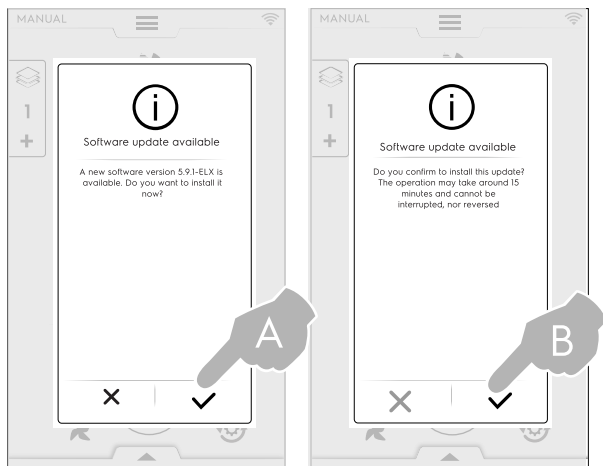 MANUAL
1
+
Software update available
A new software version 5.9.1-ELX is
available. Do you want to install it
now?
A
MANUAL
1
+
Software update available
Do you confirm to install this update?
The operation may take around 15
minutes and cannot be
interrupted, nor reversed
B